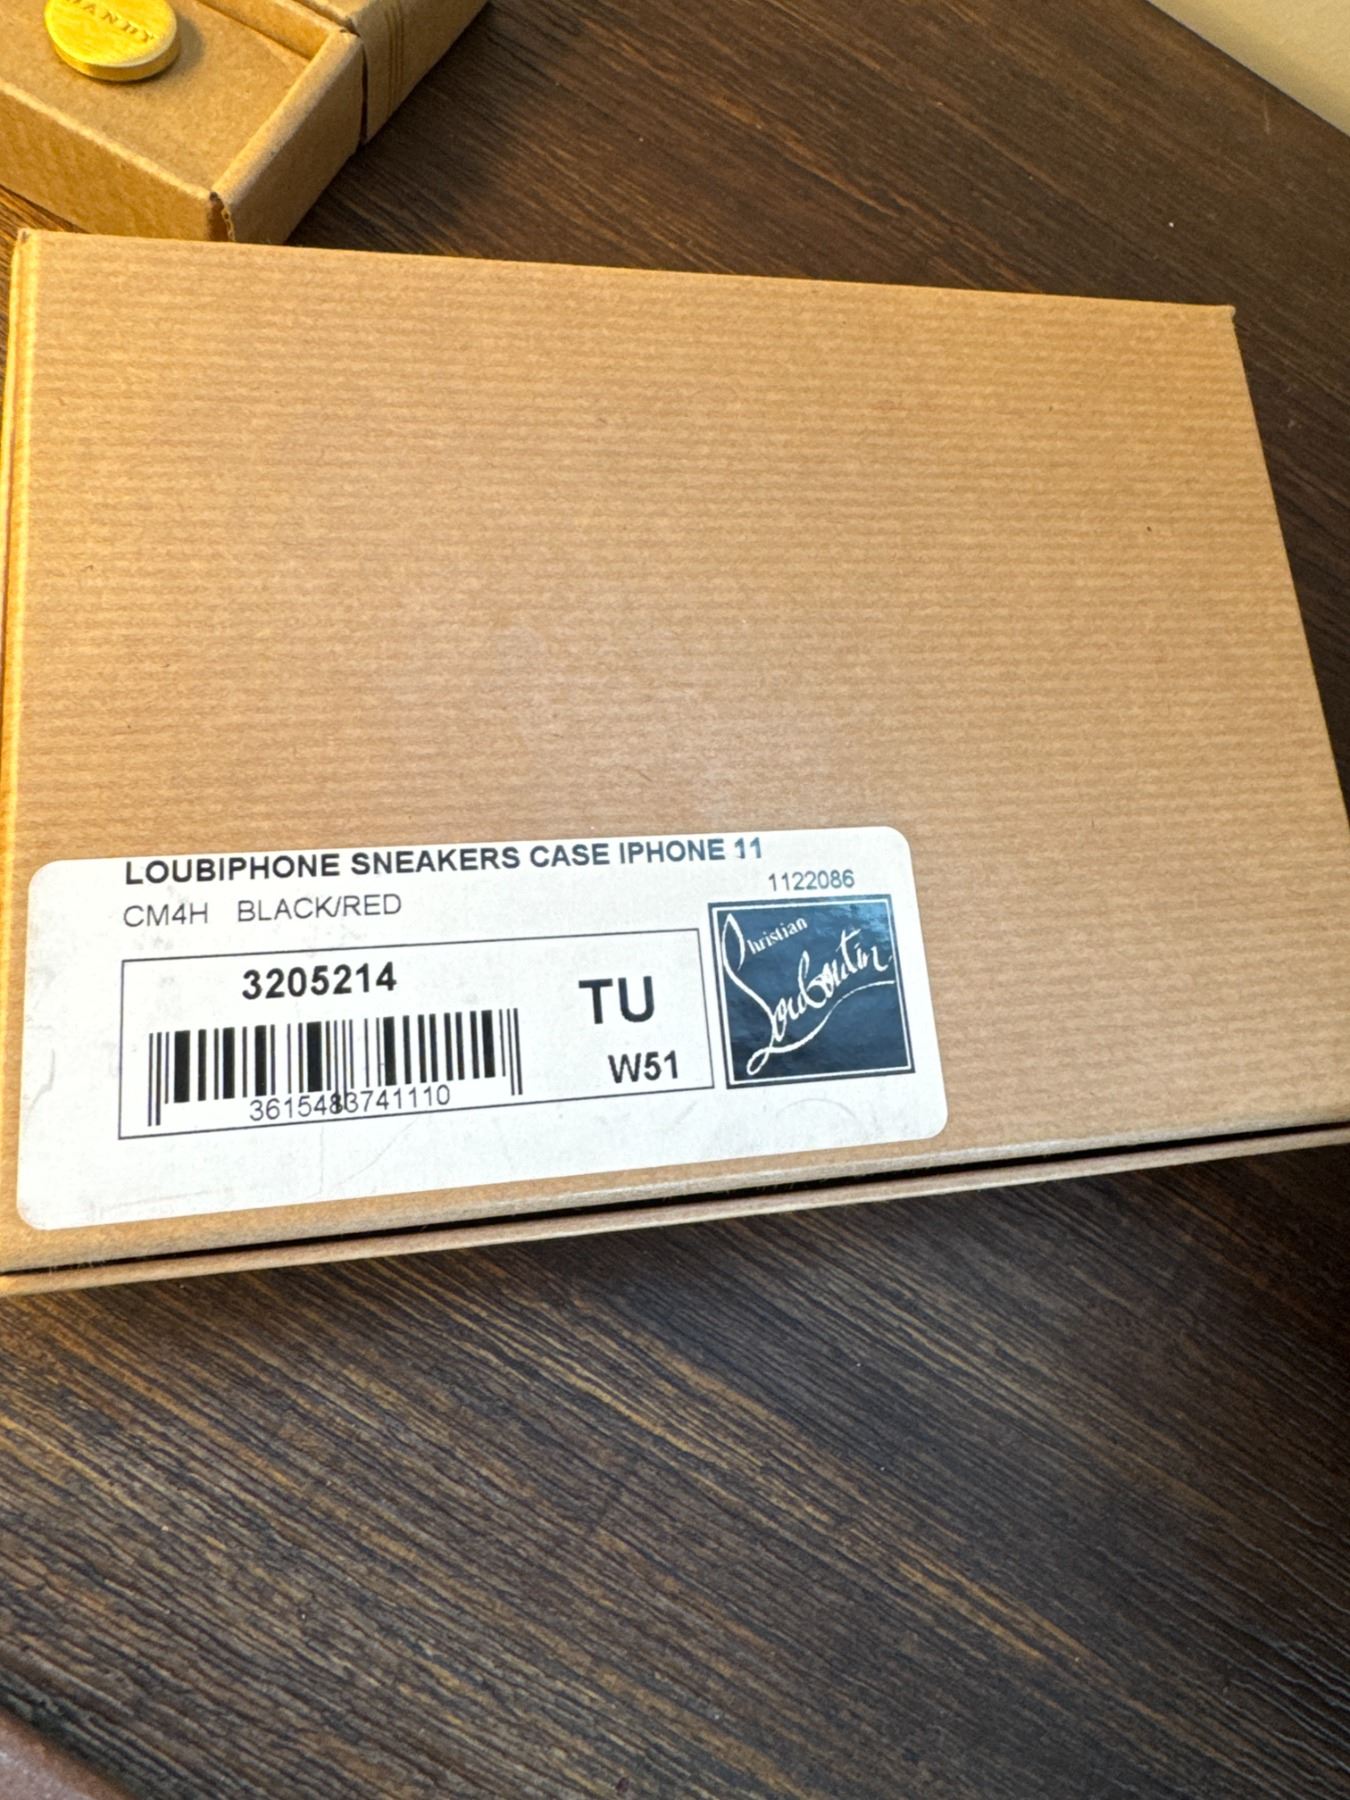 LOUBIPHONE SNEAKERS CASE IPHONE 11
1122086
CM4H BLACK/RED
3205214
TU
W51
3615483741110
Christian
Louboutin